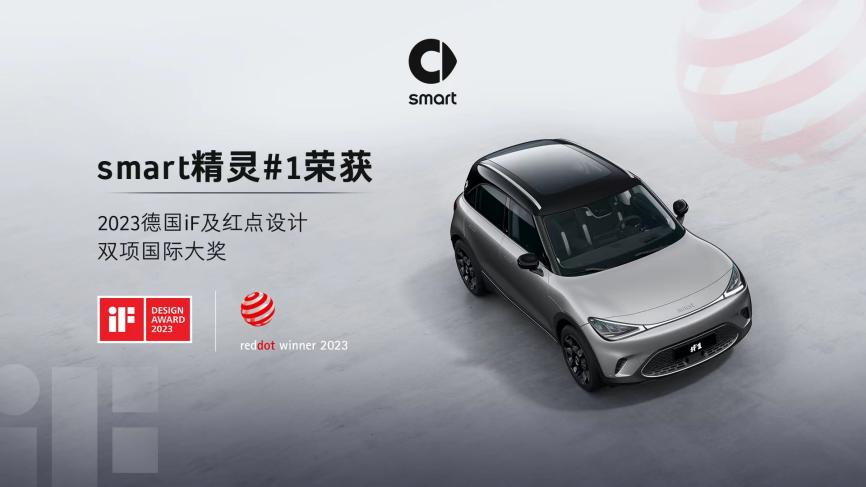 smart
smart精灵#1荣获
2023德国iF及红点设计
双项国际大奖
iF
DESIGN
AWARD
2023
reddot winner 2023
smart
#1
iF